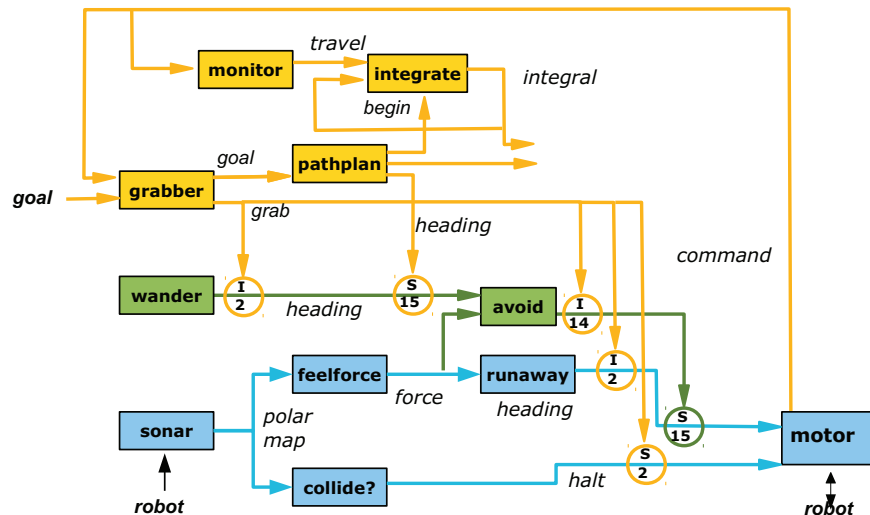 travel
monitor
integrate
integral
begin
goal
pathplan
grabber
goal
grab
heading
command
wander
I
2
heading
S
15
avoid
I
14
feelforce
force
runaway
heading
I
2
polar
map
sonar
S
15
motor
collide?
halt
S
2
robot
robot